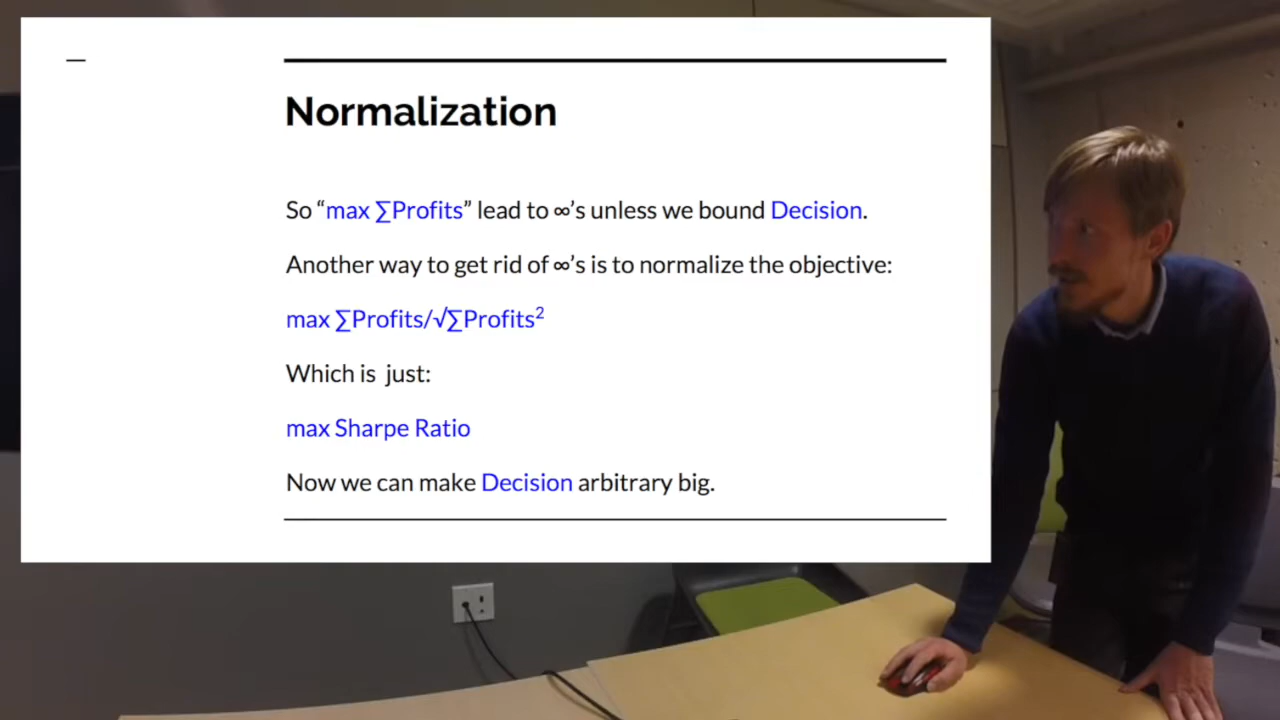 Normalization
So “max ∑Profits” lead to ∞’s unless we bound Decision.
Another way to get rid of ∞’s is to normalize the objective:
max ∑Profits/√∑Profits²
Which is just:
max Sharpe Ratio
Now we can make Decision arbitrary big.